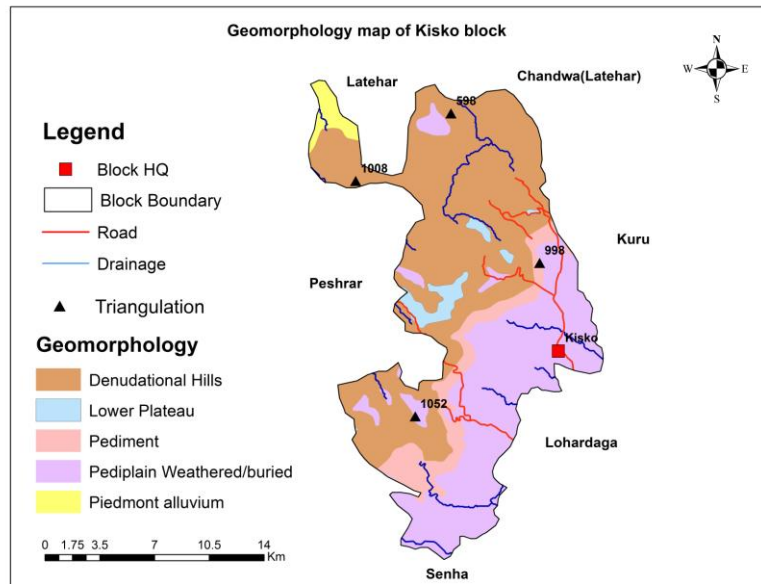 Geomorphology map of Kisko block
N
W E
S
Latehar
Chandwa(Latehar)
598
1008
Kuru
998
Peshrar
Kisko
1052
Lohardaga
Senha
Legend
Block HQ
Block Boundary
Road
Drainage
Triangulation
Geomorphology
Denudational Hills
Lower Plateau
Pediment
Pediplain Weathered/buried
Piedmont alluvium
0 1.75 3.5 7 10.5 14
Km